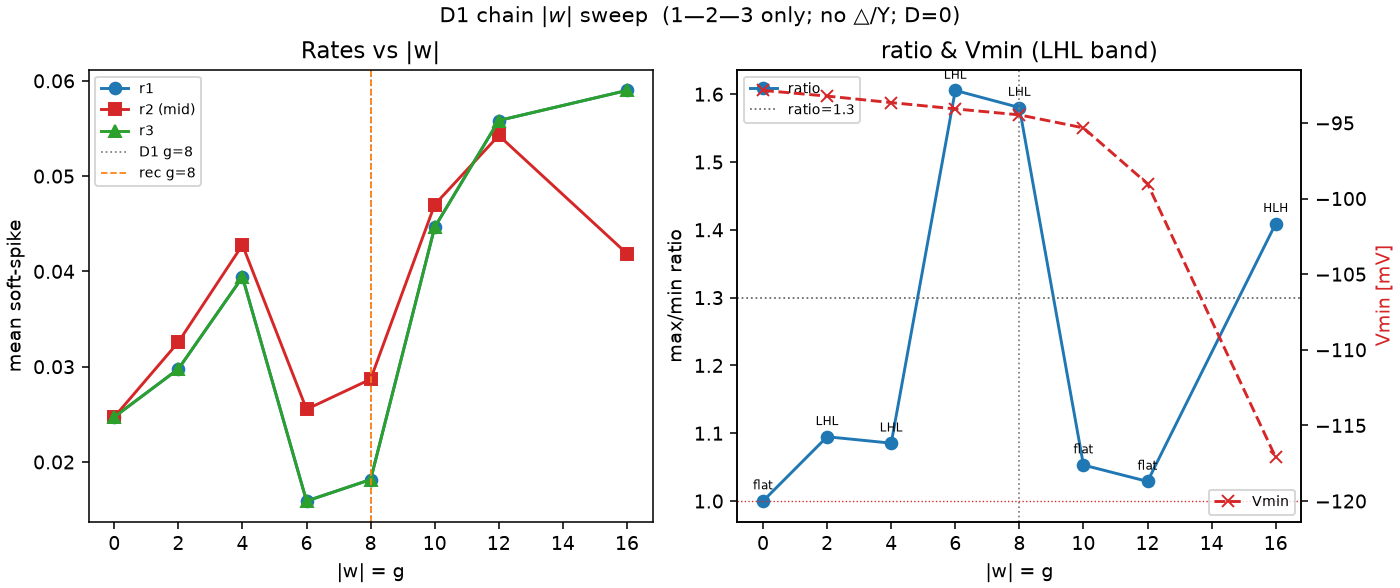 D1 chain |w| sweep (1—2—3 only; no △/Y; D=0)
Rates vs |w|
r1
r2 (mid)
r3
D1 g=8
rec g=8
0.06
0.05
0.04
0.03
0.02
mean soft-spike
0 2 4 6 8 10 12 14 16
|w| = g
ratio & Vmin (LHL band)
ratio
ratio=1.3
LHL
LHL
HLH
LHL
LHL
flat
flat
flat
1.6
1.5
1.4
1.3
1.2
1.1
1.0
max/min ratio
−95
−100
−105
−110
−115
−120
Vmin [mV]
Vmin
0 2 4 6 8 10 12 14 16
|w| = g